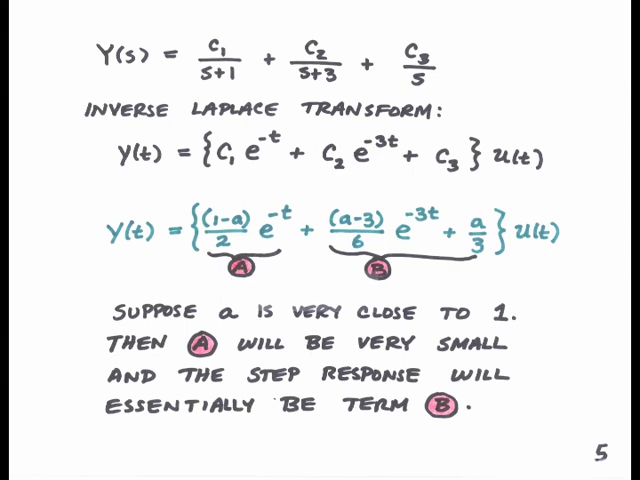 Y(s) = C₁/(s+1) + C₂/(s+3) + C₃/s
INVERSE LAPLACE TRANSFORM:
y(t) = {C₁ e^{-t} + C₂ e^{-3t} + C₃} u(t)
y(t) = {(1-a)/2 e^{-t} + (a-3)/6 e^{-3t} + a/3} u(t)
A B
SUPPOSE a IS VERY CLOSE TO 1.
THEN A WILL BE VERY SMALL
AND THE STEP RESPONSE WILL
ESSENTIALLY BE TERM B.
5